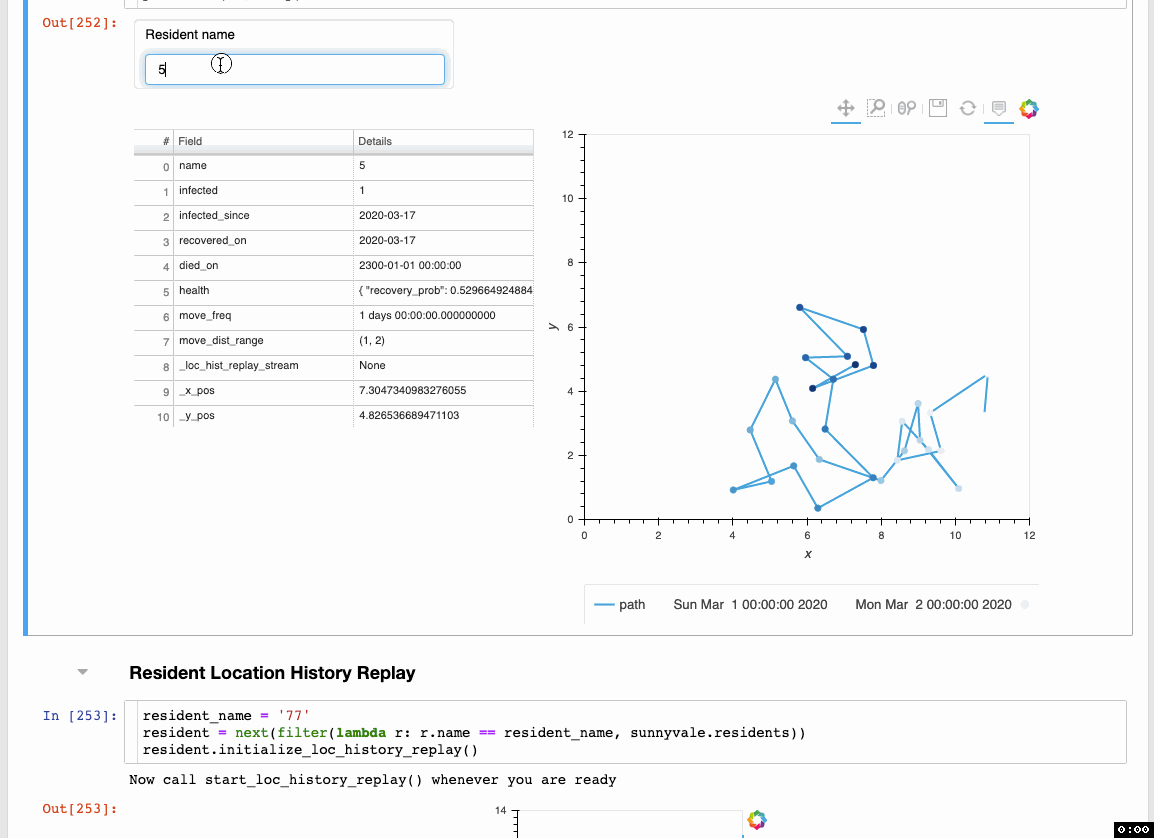 Out[252]:
Resident name
5
# Field Details
0 name 5
1 infected 1
2 infected_since 2020-03-17
3 recovered_on 2020-03-17
4 died_on 2300-01-01 00:00:00
5 health { "recovery_prob": 0.529664924884
6 move_freq 1 days 00:00:00.000000000
7 move_dist_range (1, 2)
8 _loc_hist_replay_stream None
9 _x_pos 7.3047340983276055
10 _y_pos 4.826536689471103
12
10
8
6
4
2
0
y
0 2 4 6 8 10 12
x
path Sun Mar 1 00:00:00 2020 Mon Mar 2 00:00:00 2020
Resident Location History Replay
In [253]:
resident_name = '77'
resident = next(filter(lambda r: r.name == resident_name, sunnyvale.residents))
resident.initialize_loc_history_replay()
Now call start_loc_history_replay() whenever you are ready
Out[253]:
14
0:00